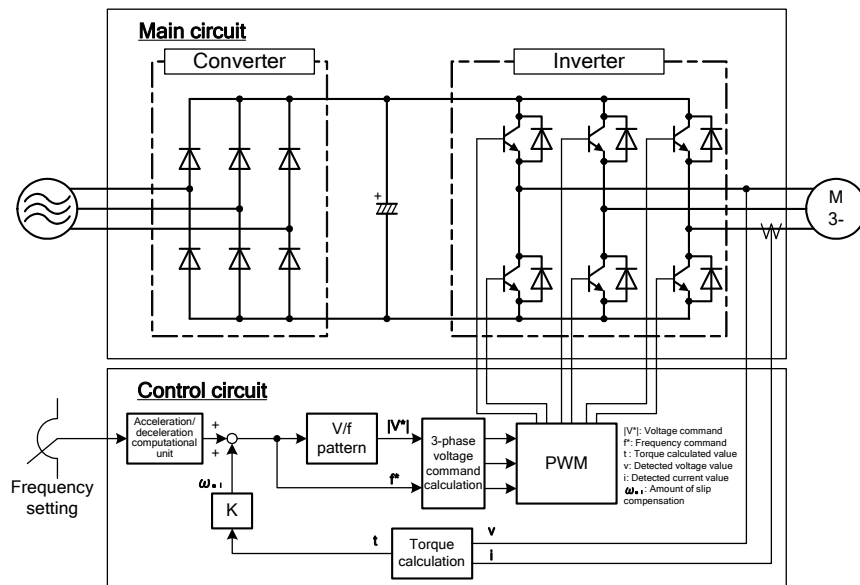 Main circuit
Converter
Inverter
+
M
3-
Control circuit
Acceleration/
deceleration
computational
unit
+
+
V/f
pattern
|V*|
f*
3-phase
voltage
command
calculation
PWM
|V*|: Voltage command
f*: Frequency command
t : Torque calculated value
v: Detected voltage value
i: Detected current value
: Amount of slip
compensation
Frequency
setting
K
t
Torque
calculation
v
i